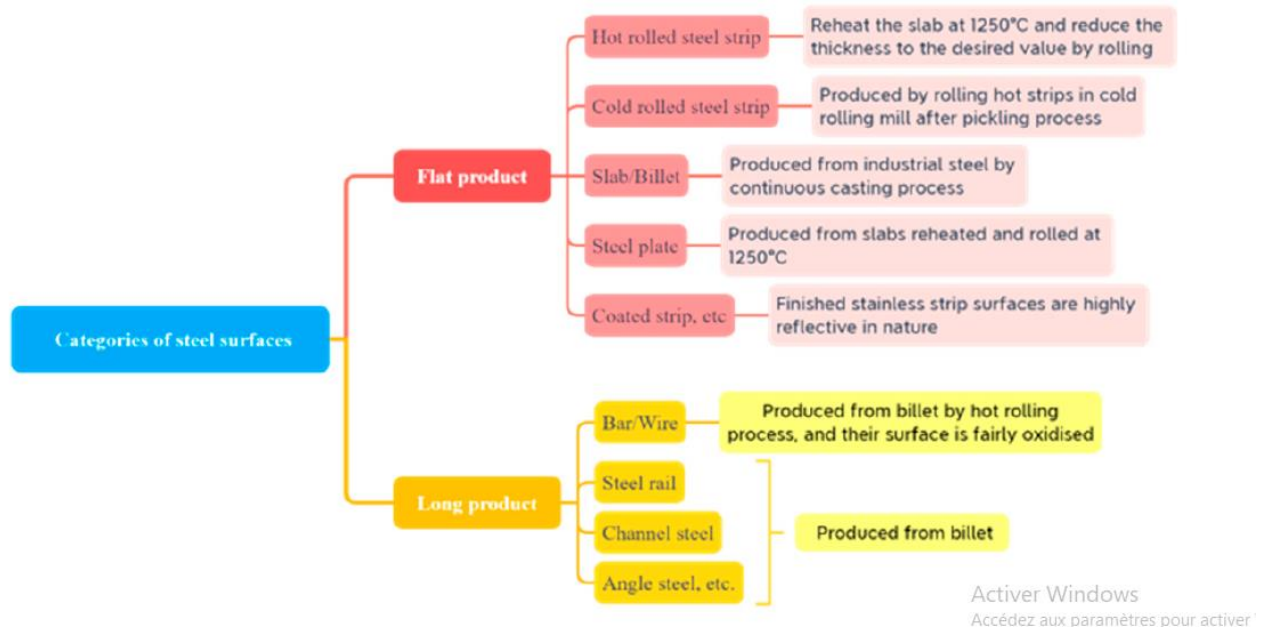 Categories of steel surfaces
Flat product
Hot rolled steel strip
Reheat the slab at 1250°C and reduce the
thickness to the desired value by rolling
Cold rolled steel strip
Produced by rolling hot strips in cold
rolling mill after pickling process
Slab/Billet
Produced from industrial steel by
continuous casting process
Steel plate
Produced from slabs reheated and rolled at
1250°C
Coated strip, etc
Finished stainless strip surfaces are highly
reflective in nature
Long product
Bar/Wire
Produced from billet by hot rolling
process, and their surface is fairly oxidised
Steel rail
Channel steel
Angle steel, etc.
Produced from billet
Activer Windows
Accédez aux paramètres pour activer